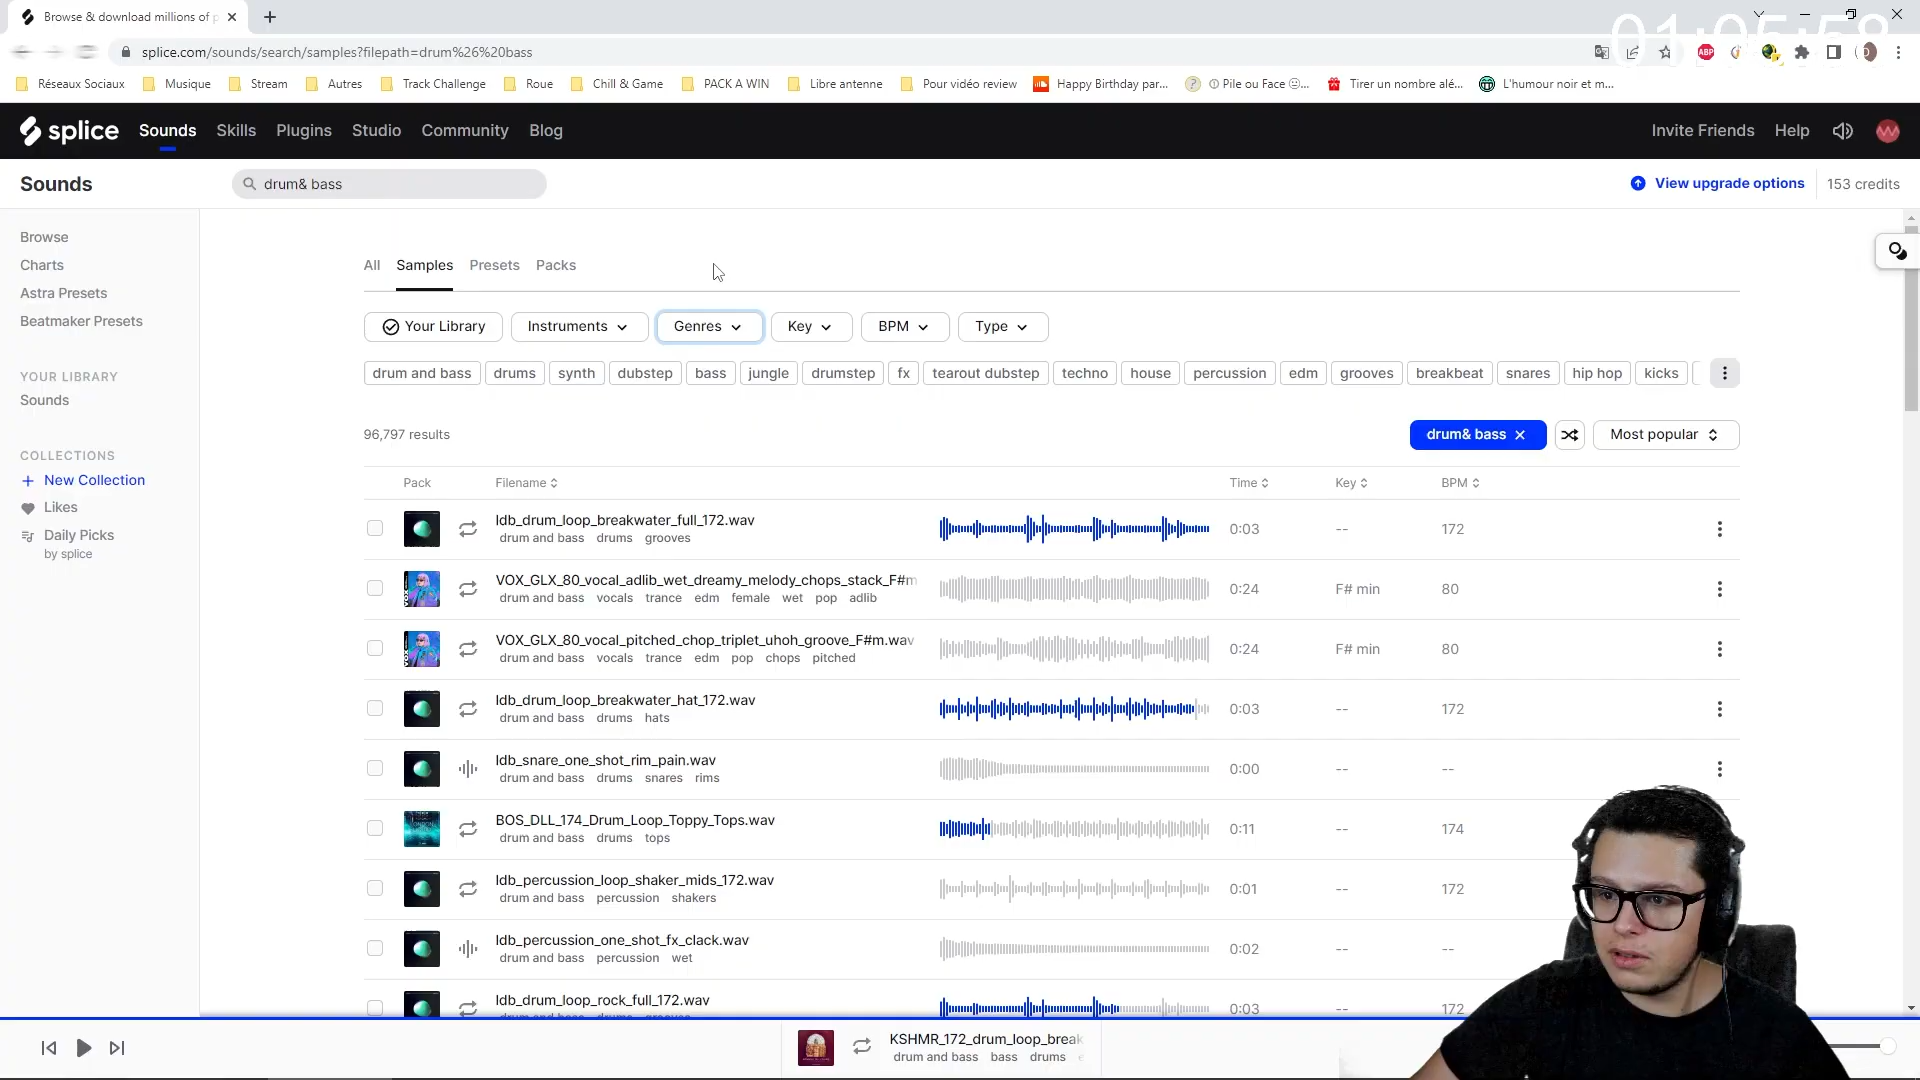 Browse & download millions of p
01:05:58
splice.com/sounds/search/samples?filepath=drum%26%20bass
ABP
Réseaux Sociaux Musique Stream Autres Track Challenge Roue Chill & Game PACK A WIN Libre antenne Pour vidéo review Happy Birthday par... Pile ou Face 😊... Tirer un nombre alé... L'humour noir et m...
splice Sounds Skills Plugins Studio Community Blog Invite Friends Help
Sounds drum& bass View upgrade options 153 credits
Browse
Charts
Astra Presets
Beatmaker Presets
YOUR LIBRARY
Sounds
COLLECTIONS
+ New Collection
Likes
Daily Picks
by splice
All Samples Presets Packs
Your Library Instruments Genres Key BPM Type
drum and bass drums synth dubstep bass jungle drumstep fx tearout dubstep techno house percussion edm grooves breakbeat snares hip hop kicks
96,797 results drum& bass × Most popular
Pack Filename Time Key BPM
ldb_drum_loop_breakwater_full_172.wav 0:03 -- 172
drum and bass drums grooves
VOX_GLX_80_vocal_adlib_wet_dreamy_melody_chops_stack_F#m 0:24 F# min 80
drum and bass vocals trance edm female wet pop adlib
VOX_GLX_80_vocal_pitched_chop_triplet_uhoh_groove_F#m.wav 0:24 F# min 80
drum and bass vocals trance edm pop chops pitched
ldb_drum_loop_breakwater_hat_172.wav 0:03 -- 172
drum and bass drums hats
ldb_snare_one_shot_rim_pain.wav 0:00 -- --
drum and bass drums snares rims
BOS_DLL_174_Drum_Loop_Toppy_Tops.wav 0:11 -- 174
drum and bass drums tops
ldb_percussion_loop_shaker_mids_172.wav 0:01 -- 172
drum and bass percussion shakers
ldb_percussion_one_shot_fx_clack.wav 0:02 -- --
drum and bass percussion wet
ldb_drum_loop_rock_full_172.wav 0:03 -- 172
drum and bass drums grooves
KSHMR_172_drum_loop_break
drum and bass bass drums